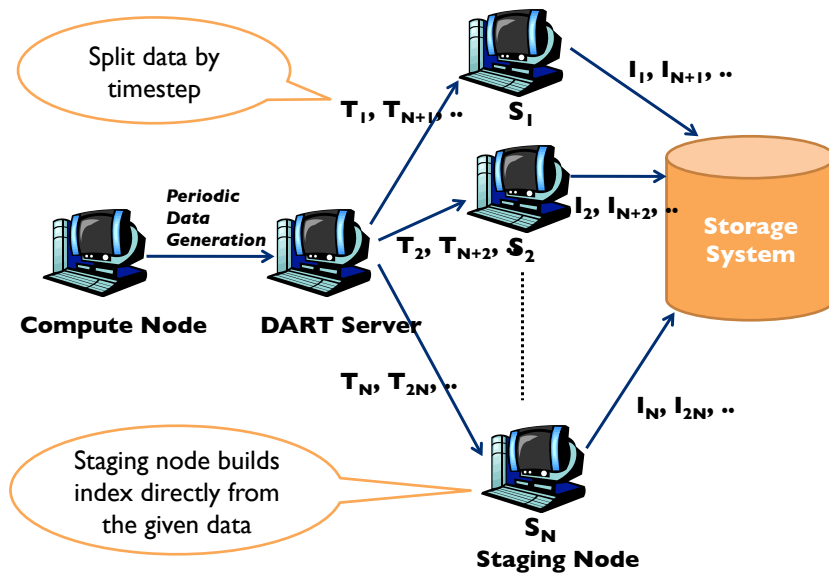 Split data by
timestep
T1, TN+1, ..
S1
I1, IN+1, ..
Periodic
Data
Generation
T2, TN+2, ..
S2
I2, IN+2, ..
Storage
System
Compute Node
DART Server
TN, T2N, ..
IN, I2N, ..
Staging node builds
index directly from
the given data
SN
Staging Node